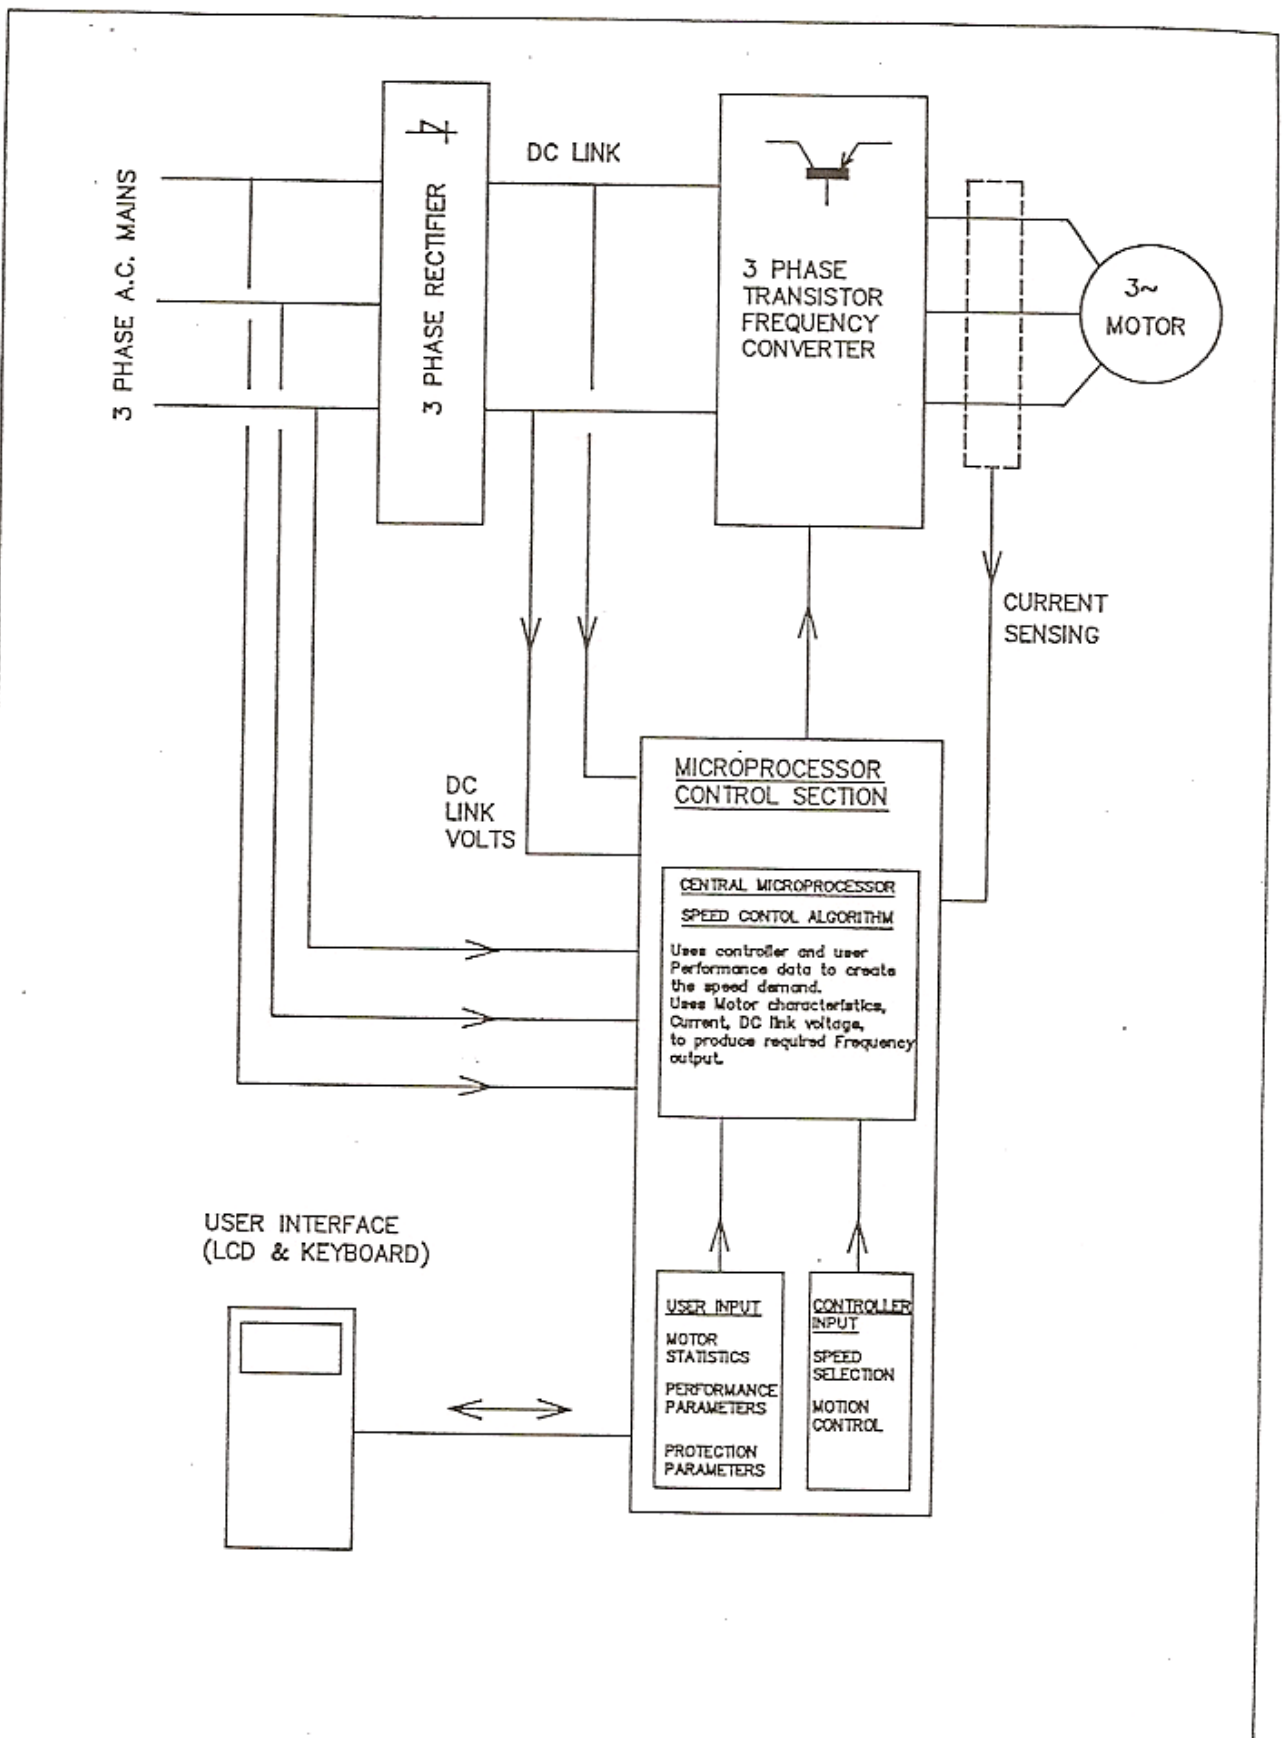 3 PHASE A.C. MAINS
3 PHASE RECTIFIER
DC LINK
3 PHASE
TRANSISTOR
FREQUENCY
CONVERTER
3~
MOTOR
CURRENT
SENSING
DC
LINK
VOLTS
MICROPROCESSOR
CONTROL SECTION
CENTRAL MICROPROCESSOR
SPEED CONTOL ALGORITHM
Uses controller and user
Performance data to create
the speed demand.
Uses Motor characteristics,
Current, DC link voltage,
to produce required Frequency
output.
USER INTERFACE
(LCD & KEYBOARD)
USER INPUT
MOTOR
STATISTICS
PERFORMANCE
PARAMETERS
PROTECTION
PARAMETERS
CONTROLLER
INPUT
SPEED
SELECTION
MOTION
CONTROL